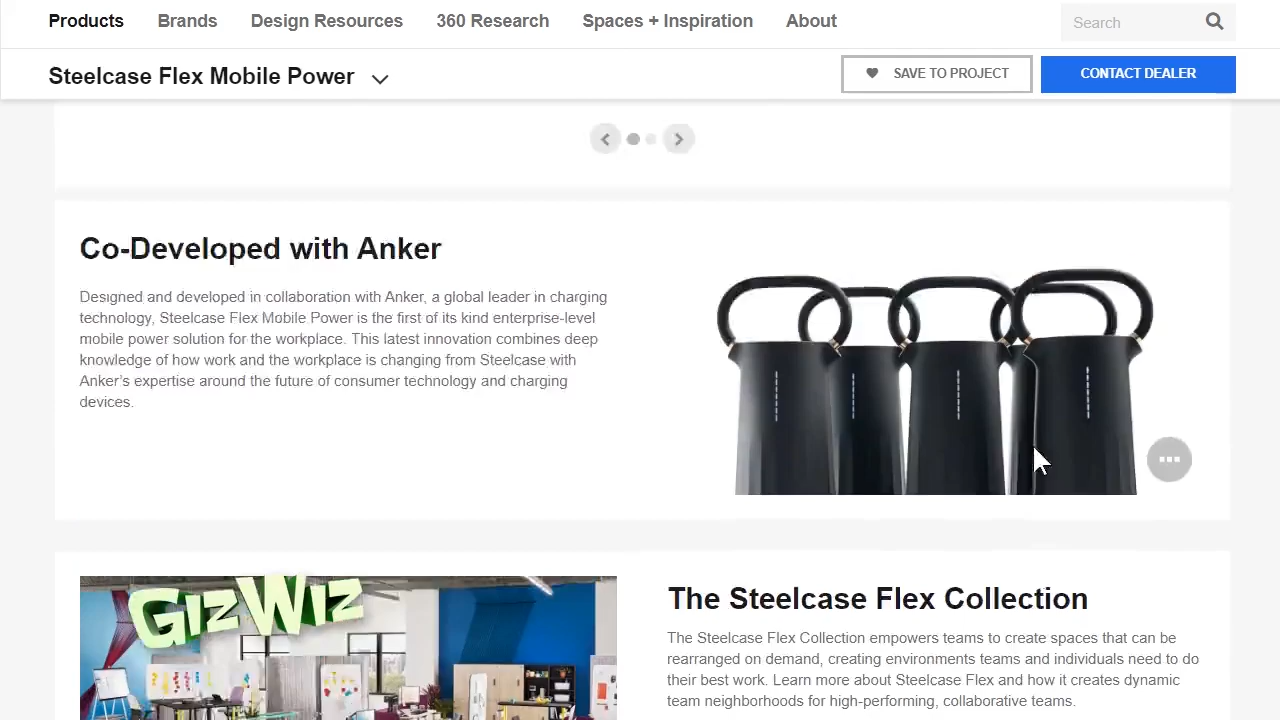 Products Brands Design Resources 360 Research Spaces + Inspiration About Search
Steelcase Flex Mobile Power SAVE TO PROJECT CONTACT DEALER
Co-Developed with Anker
Designed and developed in collaboration with Anker, a global leader in charging
technology, Steelcase Flex Mobile Power is the first of its kind enterprise-level
mobile power solution for the workplace. This latest innovation combines deep
knowledge of how work and the workplace is changing from Steelcase with
Anker's expertise around the future of consumer technology and charging
devices.
GizWiz
The Steelcase Flex Collection
The Steelcase Flex Collection empowers teams to create spaces that can be
rearranged on demand, creating environments teams and individuals need to do
their best work. Learn more about Steelcase Flex and how it creates dynamic
team neighborhoods for high-performing, collaborative teams.